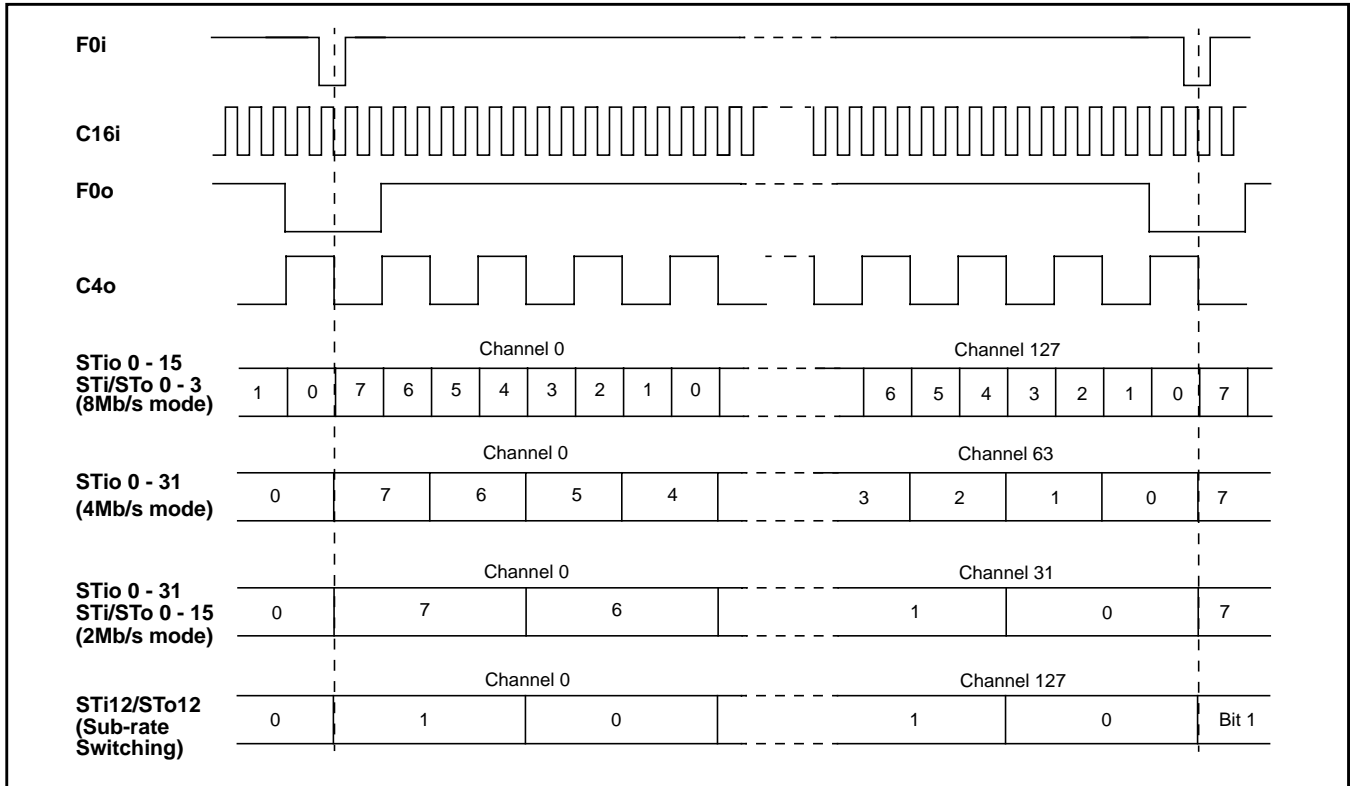 F0i
C16i
F0o
C4o
Channel 0
Channel 127
STio 0 - 15
STi/STo 0 - 3
(8Mb/s mode)
1 0 7 6 5 4 3 2 1 0 6 5 4 3 2 1 0 7
Channel 0
Channel 63
STio 0 - 31
(4Mb/s mode)
0 7 6 5 4 3 2 1 0 7
Channel 0
Channel 31
STio 0 - 31
STi/STo 0 - 15
(2Mb/s mode)
0 7 6 1 0 7
Channel 0
Channel 127
STi12/STo12
(Sub-rate
Switching)
0 1 0 1 0 Bit 1